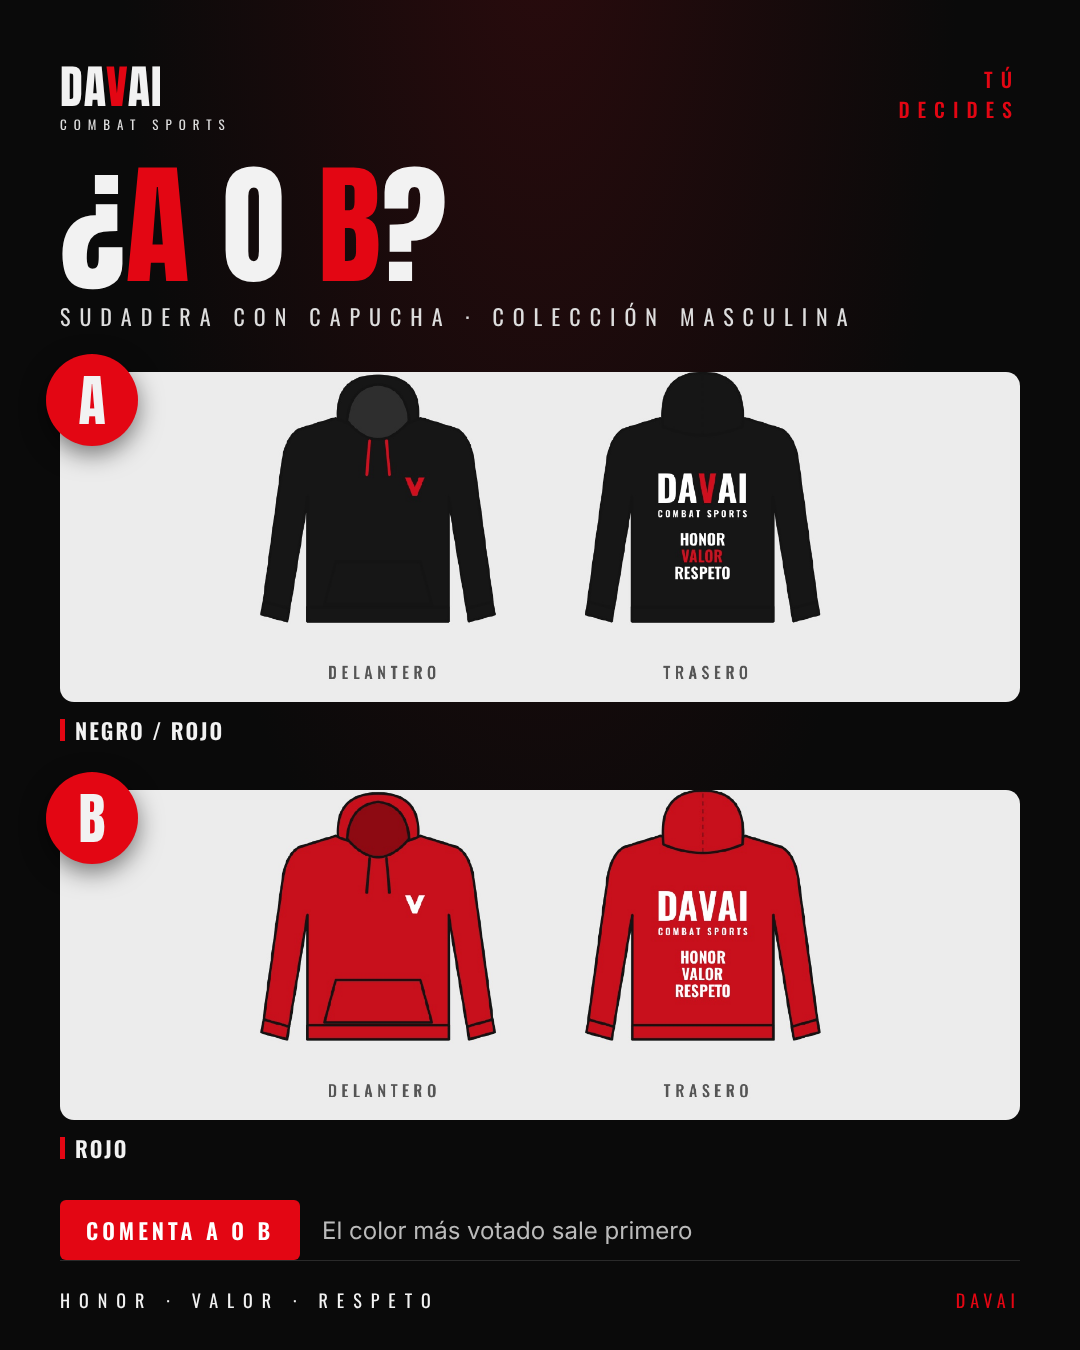 DAVAI
COMBAT SPORTS
TÚ
DECIDES
¿A O B?
SUDADERA CON CAPUCHA · COLECCIÓN MASCULINA
A
V
DAVAI
COMBAT SPORTS
HONOR
VALOR
RESPETO
DELANTERO
TRASERO
NEGRO / ROJO
B
V
DAVAI
COMBAT SPORTS
HONOR
VALOR
RESPETO
DELANTERO
TRASERO
ROJO
COMENTA A O B
El color más votado sale primero
HONOR · VALOR · RESPETO
DAVAI